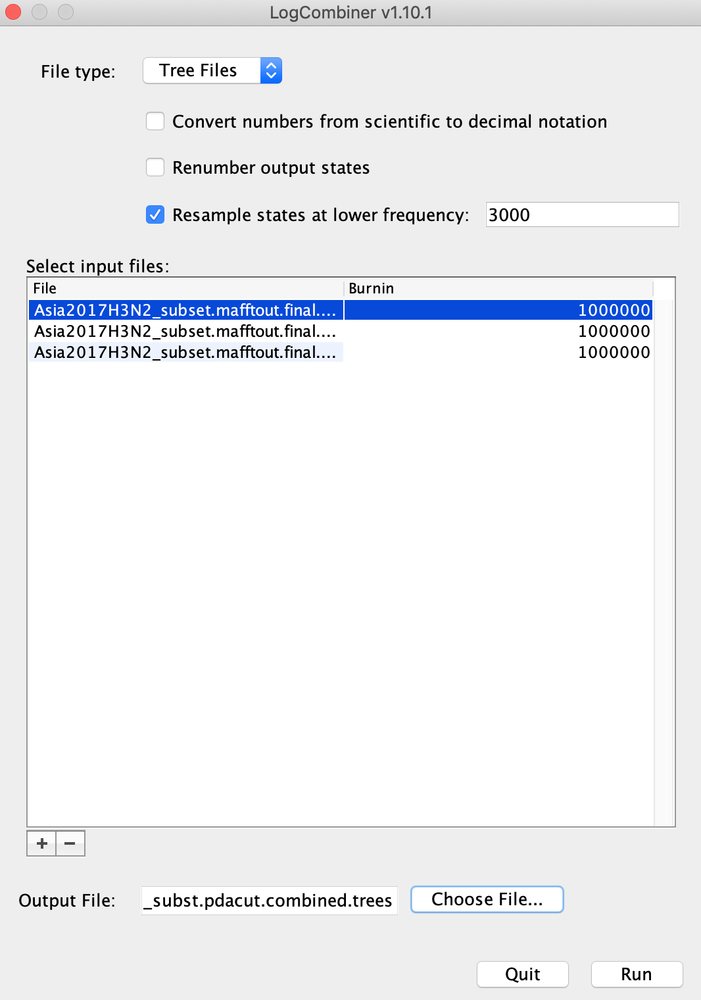 LogCombiner v1.10.1
File type: Tree Files
Convert numbers from scientific to decimal notation
Renumber output states
Resample states at lower frequency: 3000
Select input files:
File Burnin
Asia2017H3N2_subset.mafftout.final.... 1000000
Asia2017H3N2_subset.mafftout.final.... 1000000
Asia2017H3N2_subset.mafftout.final.... 1000000
+ −
Output File: _subst.pdacut.combined.trees Choose File...
Quit Run